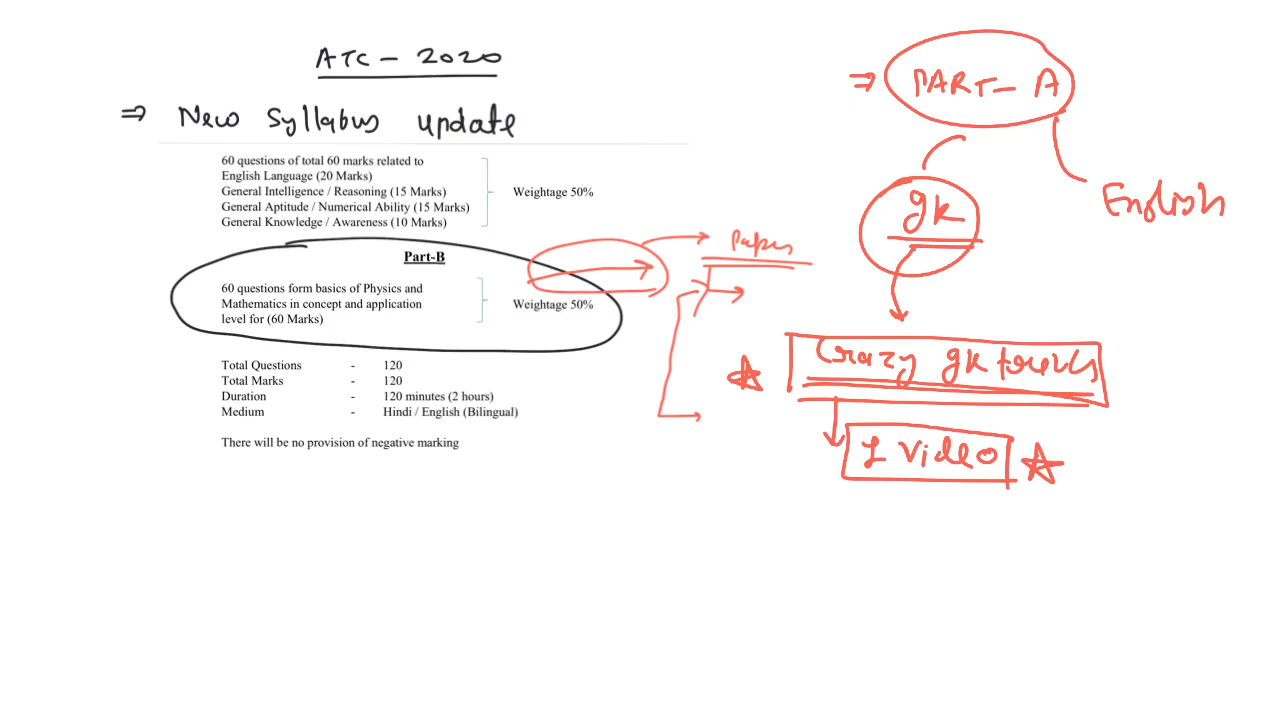 ATC - 2020
⇒ New Syllabus update
60 questions of total 60 marks related to
English Language (20 Marks)
General Intelligence / Reasoning (15 Marks)
General Aptitude / Numerical Ability (15 Marks)
General Knowledge / Awareness (10 Marks)
Weightage 50%
Part-B
60 questions form basics of Physics and
Mathematics in concept and application
level for (60 Marks)
Weightage 50%
Total Questions - 120
Total Marks - 120
Duration - 120 minutes (2 hours)
Medium - Hindi / English (Bilingual)
There will be no provision of negative marking
Paper
⇒ PART - A
gk
English
Crazy gk
1 Video